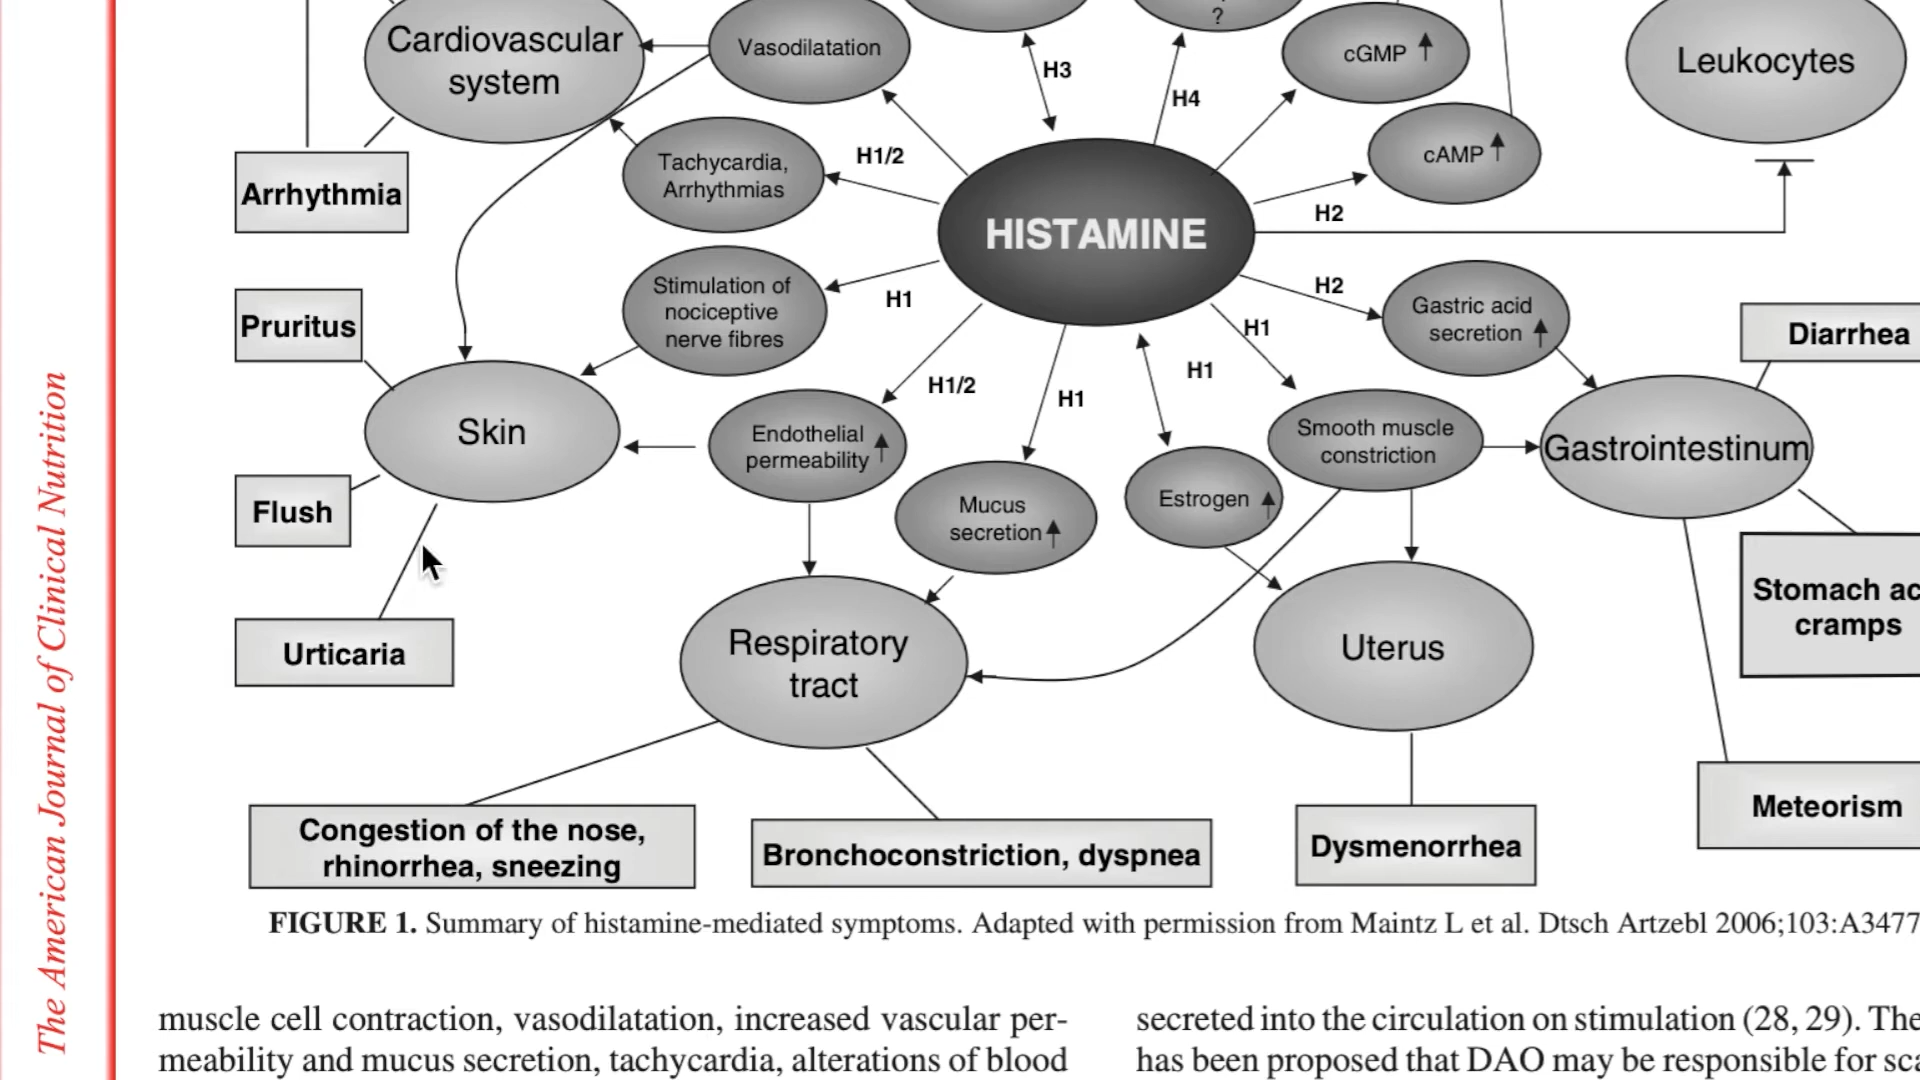 ?
Cardiovascular
system
Vasodilatation
H3
H4
cGMP
Leukocytes
cAMP
H1/2
Tachycardia,
Arrhythmias
Arrhythmia
H2
HISTAMINE
Stimulation of
nociceptive
nerve fibres
H1
H2
Gastric acid
secretion
Pruritus
H1
Diarrhea
H1/2
H1
H1
Skin
Endothelial
permeability
Smooth muscle
constriction
Gastrointestinum
Mucus
secretion
Estrogen
Flush
Stomach ac
cramps
Urticaria
Respiratory
tract
Uterus
Meteorism
Congestion of the nose,
rhinorrhea, sneezing
Bronchoconstriction, dyspnea
Dysmenorrhea
FIGURE 1. Summary of histamine-mediated symptoms. Adapted with permission from Maintz L et al. Dtsch Artzebl 2006;103:A3477
muscle cell contraction, vasodilatation, increased vascular per-
meability and mucus secretion, tachycardia, alterations of blood
secreted into the circulation on stimulation (28, 29). The
has been proposed that DAO may be responsible for sca
The American Journal of Clinical Nutrition